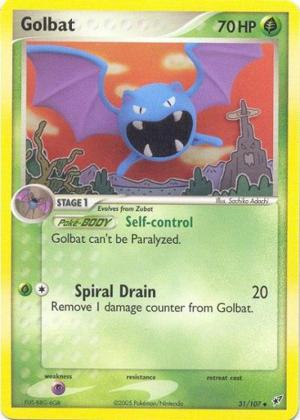 Golbat 70 HP
Illus. Sachiko Adachi
STAGE 1 Evolves from Zubat
Poké-BODY Self-control
Golbat can't be Paralyzed.
Spiral Drain 20
Remove 1 damage counter from Golbat.
weakness resistance retreat cost
©2005 Pokémon/Nintendo 31/107